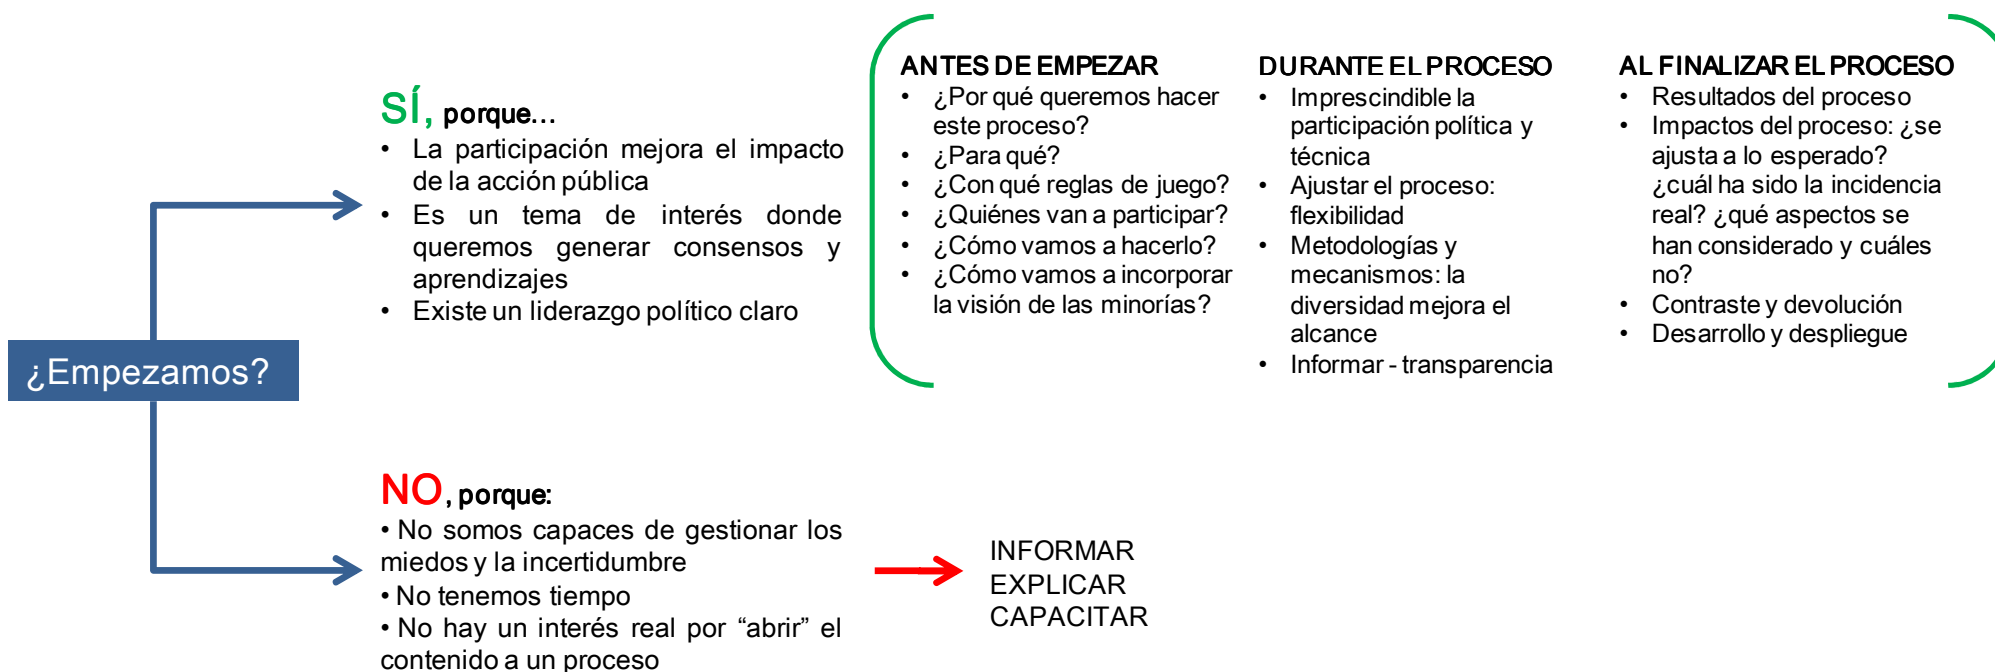 ¿Empezamos?
SÍ, porque...
• La participación mejora el impacto
de la acción pública
• Es un tema de interés donde
queremos generar consensos y
aprendizajes
• Existe un liderazgo político claro
ANTES DE EMPEZAR
• ¿Por qué queremos hacer
este proceso?
• ¿Para qué?
• ¿Con qué reglas de juego?
• ¿Quiénes van a participar?
• ¿Cómo vamos a hacerlo?
• ¿Cómo vamos a incorporar
la visión de las minorías?
DURANTE EL PROCESO
• Imprescindible la
participación política y
técnica
• Ajustar el proceso:
flexibilidad
• Metodologías y
mecanismos: la
diversidad mejora el
alcance
• Informar - transparencia
AL FINALIZAR EL PROCESO
• Resultados del proceso
• Impactos del proceso: ¿se
ajusta a lo esperado?
¿cuál ha sido la incidencia
real? ¿qué aspectos se
han considerado y cuáles
no?
• Contraste y devolución
• Desarrollo y despliegue
NO, porque:
• No somos capaces de gestionar los
miedos y la incertidumbre
• No tenemos tiempo
• No hay un interés real por “abrir” el
contenido a un proceso
INFORMAR
EXPLICAR
CAPACITAR